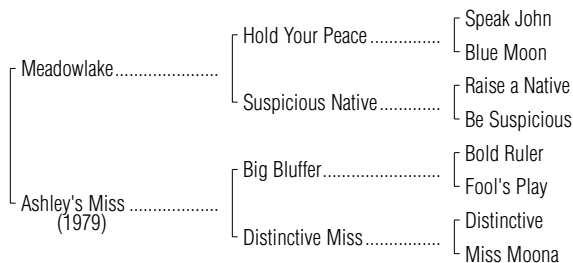 Speak John
Hold Your Peace..............
Blue Moon
Meadowlake.....................
Raise a Native
Suspicious Native............
Be Suspicious
Bold Ruler
Big Bluffer........................
Fool's Play
Ashley's Miss ..................
(1979)
Distinctive
Distinctive Miss...............
Miss Moona